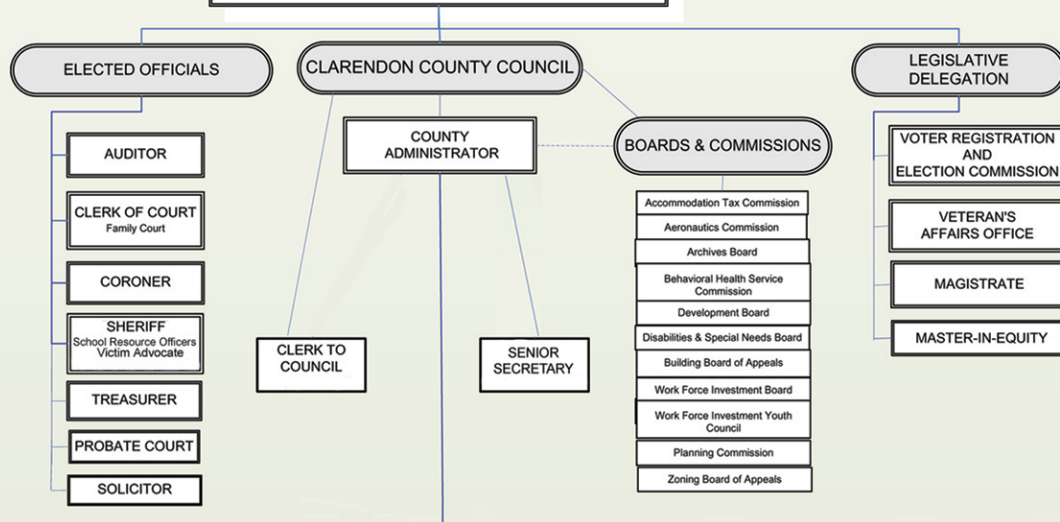 ELECTED OFFICIALS
AUDITOR
CLERK OF COURT
Family Court
CORONER
SHERIFF
School Resource Officers
Victim Advocate
TREASURER
PROBATE COURT
SOLICITOR
CLARENDON COUNTY COUNCIL
COUNTY
ADMINISTRATOR
CLERK TO
COUNCIL
SENIOR
SECRETARY
BOARDS & COMMISSIONS
Accommodation Tax Commission
Aeronautics Commission
Archives Board
Behavioral Health Service
Commission
Development Board
Disabilities & Special Needs Board
Building Board of Appeals
Work Force Investment Board
Work Force Investment Youth
Council
Planning Commission
Zoning Board of Appeals
LEGISLATIVE
DELEGATION
VOTER REGISTRATION
AND
ELECTION COMMISSION
VETERAN'S
AFFAIRS OFFICE
MAGISTRATE
MASTER-IN-EQUITY